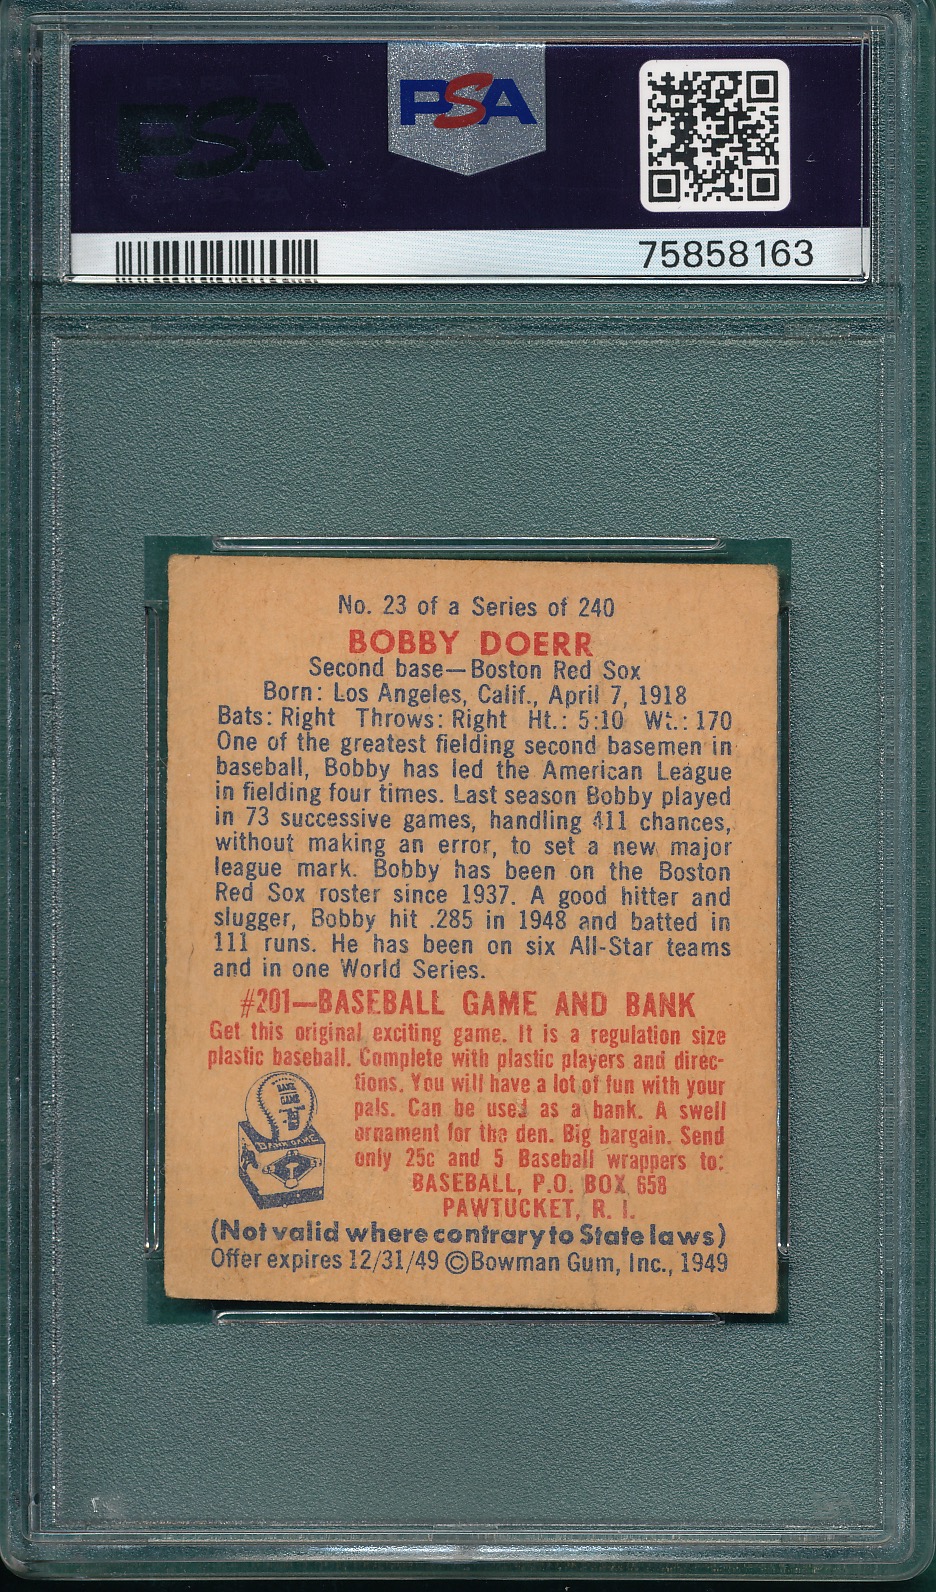 PSA
PSA
75858163
No. 23 of a Series of 240
BOBBY DOERR
Second base—Boston Red Sox
Born: Los Angeles, Calif., April 7, 1918
Bats: Right Throws: Right Ht.: 5:10 Wt.: 170
One of the greatest fielding second basemen in
baseball, Bobby has led the American League
in fielding four times. Last season Bobby played
in 73 successive games, handling 411 chances,
without making an error, to set a new major
league mark. Bobby has been on the Boston
Red Sox roster since 1937. A good hitter and
slugger, Bobby hit .285 in 1948 and batted in
111 runs. He has been on six All-Star teams
and in one World Series.
#201—BASEBALL GAME AND BANK
Get this original exciting game. It is a regulation size
plastic baseball. Complete with plastic players and direc-
tions. You will have a lot of fun with your
pals. Can be used as a bank. A swell
ornament for the den. Big bargain. Send
only 25c and 5 Baseball wrappers to:
BASEBALL, P.O. BOX 658
PAWTUCKET, R. I.
BANK
GAME
BANK GAME
(Not valid where contrary to State laws)
Offer expires 12/31/49 ©Bowman Gum, Inc., 1949